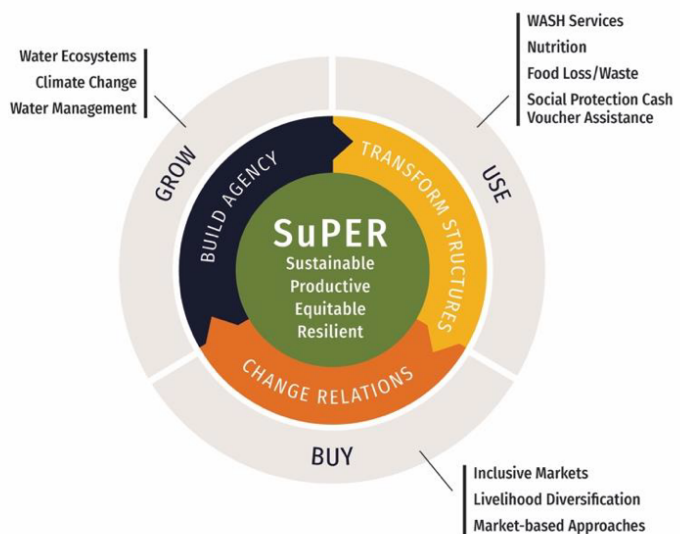 WASH Services
Nutrition
Food Loss/Waste
Social Protection Cash
Voucher Assistance
Water Ecosystems
Climate Change
Water Management
GROW
USE
BUY
BUILD AGENCY
TRANSFORM STRUCTURES
CHANGE RELATIONS
SuPER
Sustainable
Productive
Equitable
Resilient
Inclusive Markets
Livelihood Diversification
Market-based Approaches